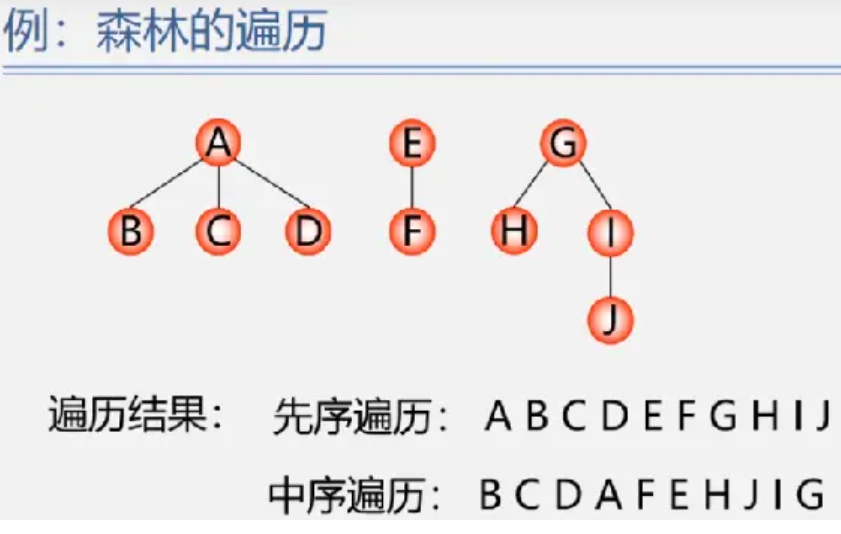 例：森林的遍历
A E G
B C D F H I
J
遍历结果： 先序遍历： A B C D E F G H I J
中序遍历： B C D A F E H J I G